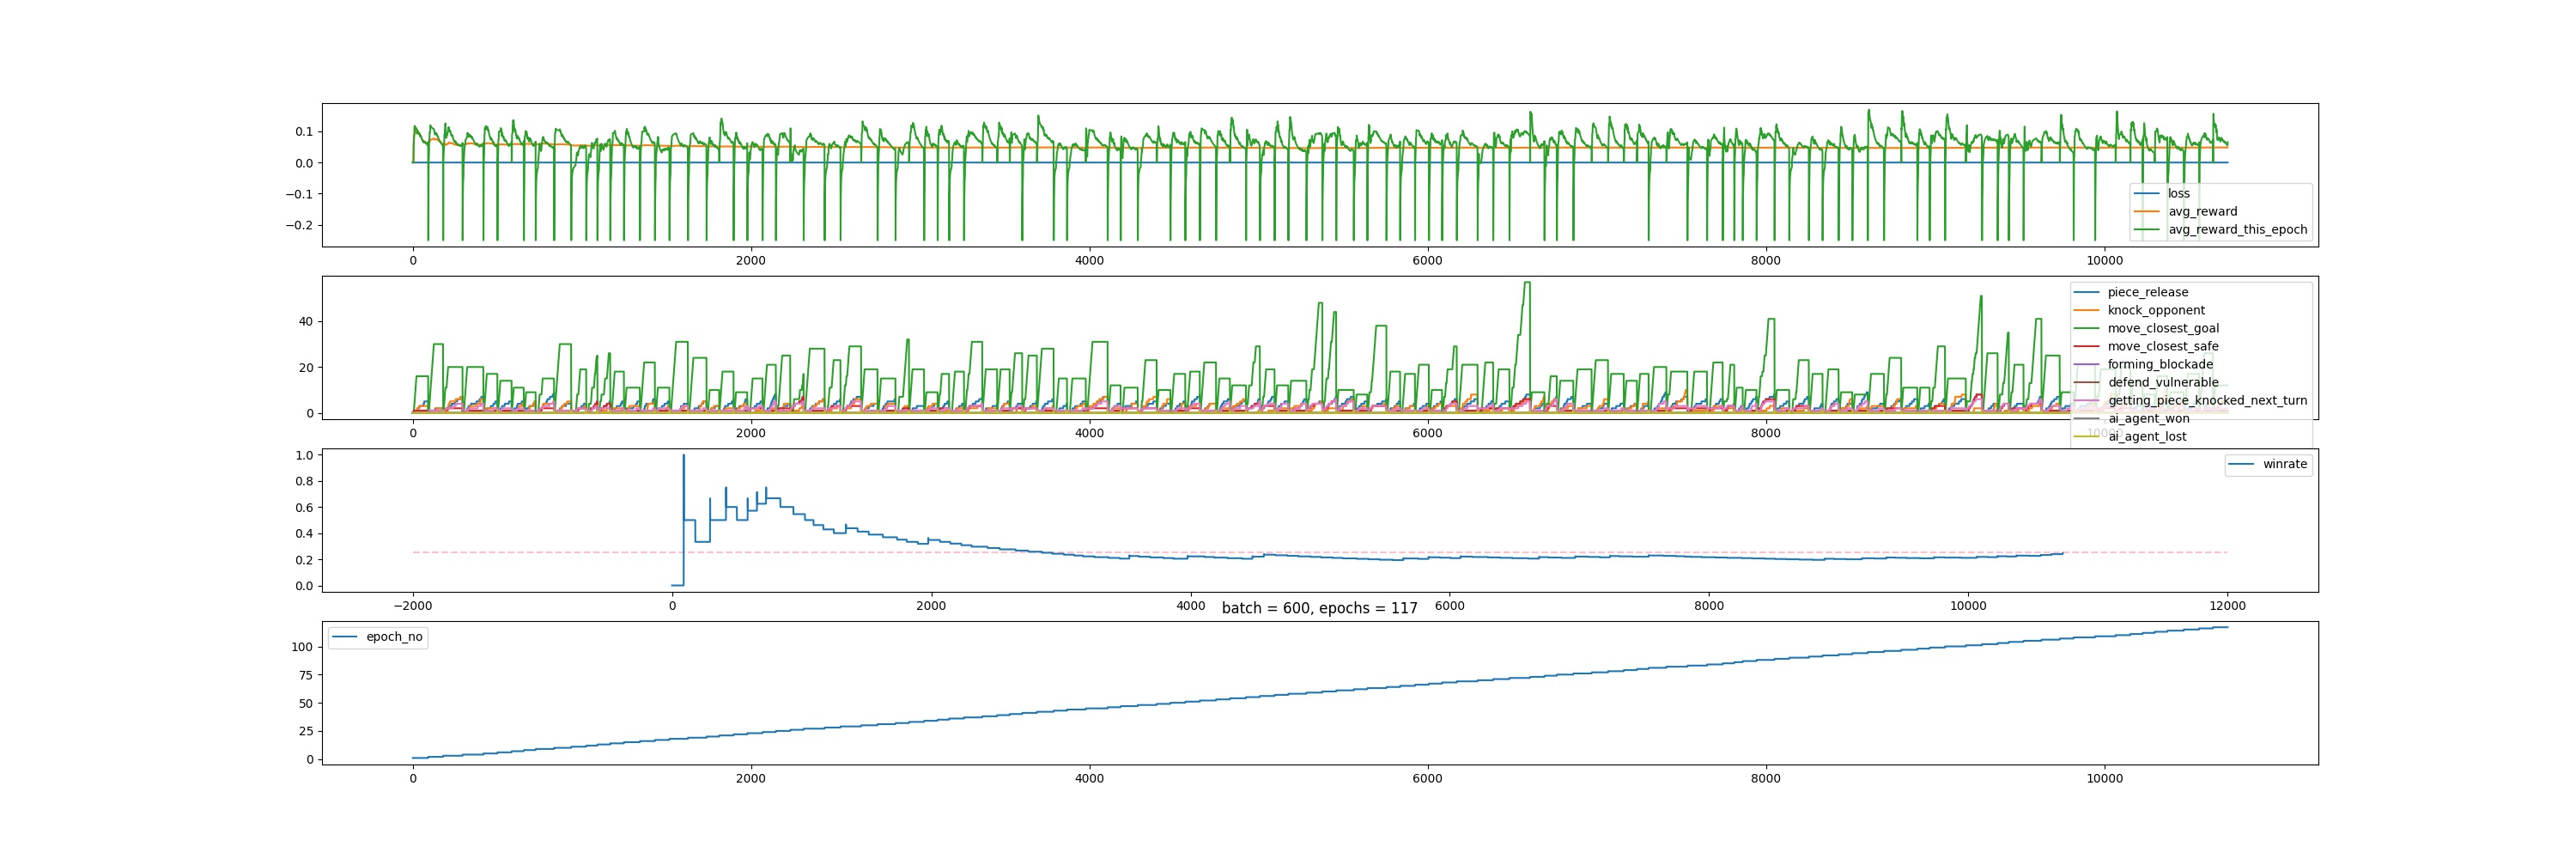 0.1
0.0
−0.1
−0.2
loss
avg_reward
avg_reward_this_epoch
0 2000 4000 6000 8000 10000
40
20
0
piece_release
knock_opponent
move_closest_goal
move_closest_safe
forming_blockade
defend_vulnerable
getting_piece_knocked_next_turn
ai_agent_won
ai_agent_lost
0 2000 4000 6000 8000 10000
1.0
0.8
0.6
0.4
0.2
0.0
winrate
−2000 0 2000 4000 6000 8000 10000 12000
batch = 600, epochs = 117
100
75
50
25
0
epoch_no
0 2000 4000 6000 8000 10000